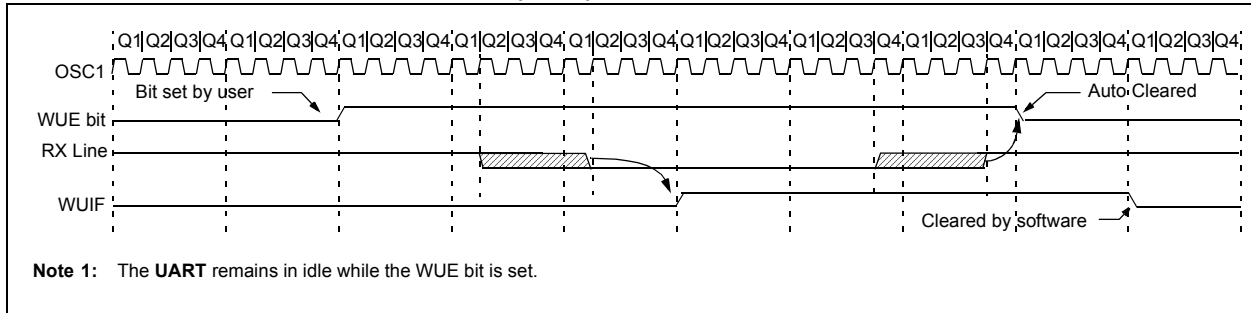 Q1 Q2 Q3 Q4 Q1 Q2 Q3 Q4 Q1 Q2 Q3 Q4 Q1 Q2 Q3 Q4 Q1 Q2 Q3 Q4 Q1 Q2 Q3 Q4 Q1 Q2 Q3 Q4 Q1 Q2 Q3 Q4 Q1 Q2 Q3 Q4 Q1 Q2 Q3 Q4
OSC1
Bit set by user
Auto Cleared
WUE bit
RX Line
WUIF
Cleared by software
Note 1: The UART remains in idle while the WUE bit is set.